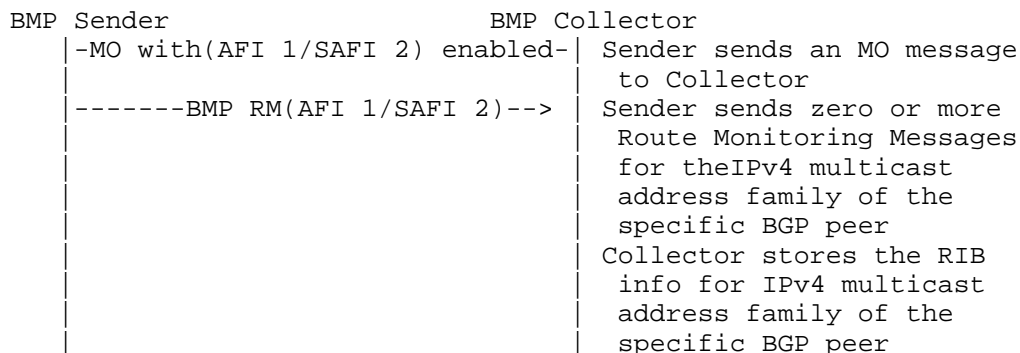 BMP Sender                          BMP Collector
   |-MO with(AFI 1/SAFI 2) enabled-|  Sender sends an MO message
   |                               |   to Collector
   |-------BMP RM(AFI 1/SAFI 2)--> |  Sender sends zero or more
   |                               |   Route Monitoring Messages
   |                               |   for theIPv4 multicast
   |                               |   address family of the
   |                               |   specific BGP peer
   |                               | Collector stores the RIB
   |                               |   info for IPv4 multicast
   |                               |   address family of the
   |                               |   specific BGP peer